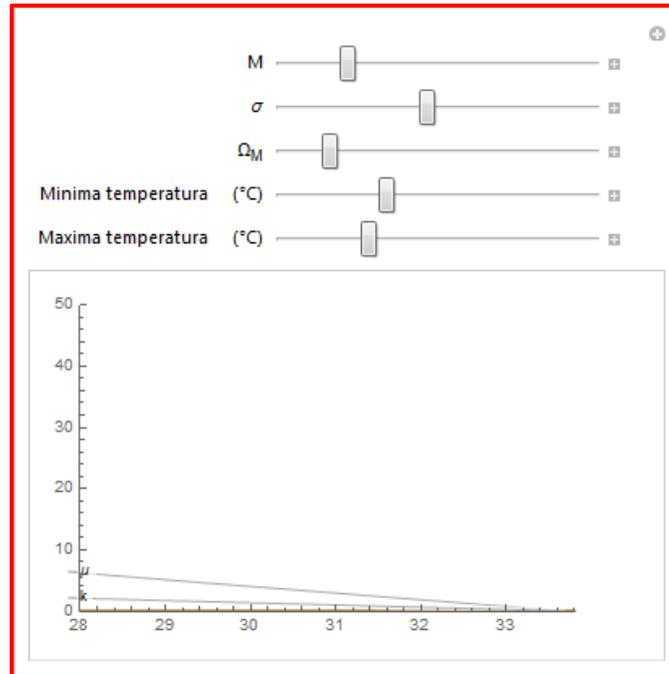 M
σ
Ω_M
Minima temperatura (°C)
Maxima temperatura (°C)
50
40
30
20
10
μ
k
0
28 29 30 31 32 33